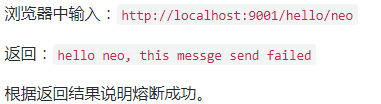 浏览器中输入：http://localhost:9001/hello/neo
返回：hello neo, this messge send failed
根据返回结果说明熔断成功。